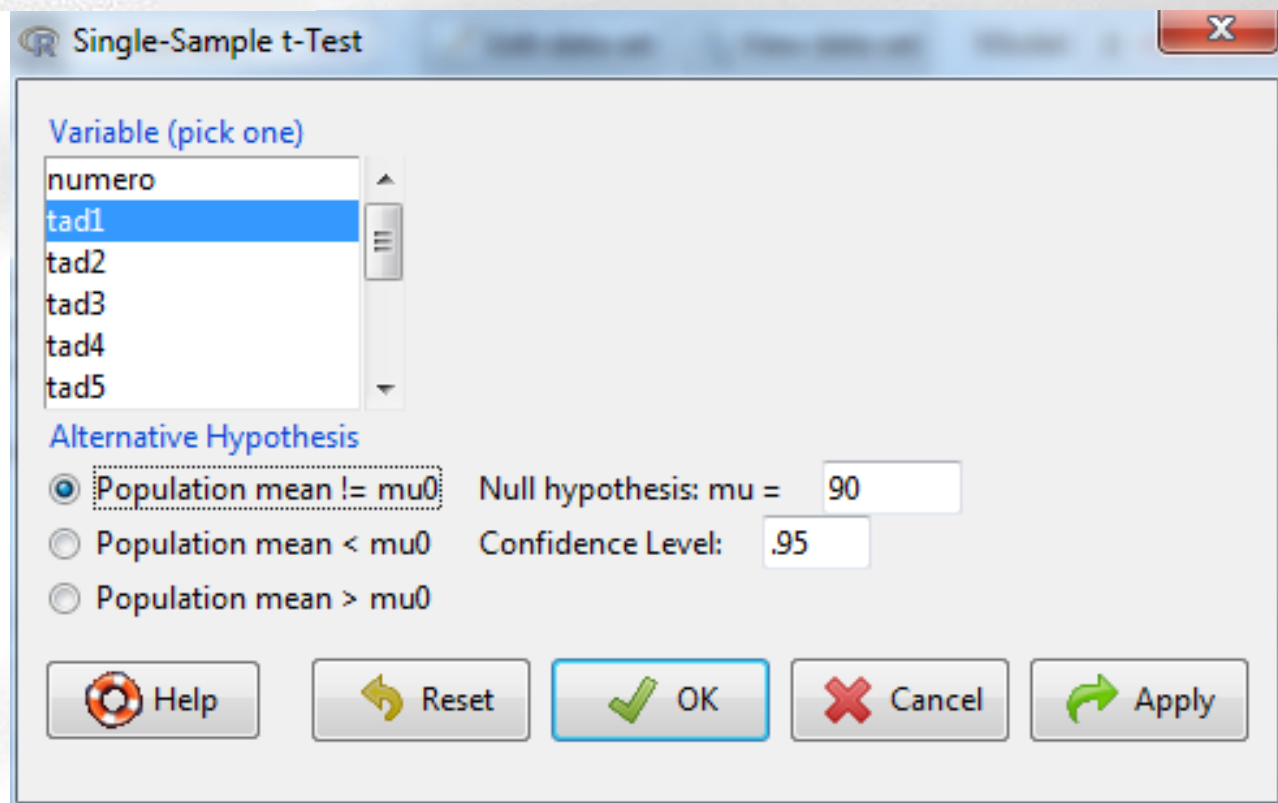 Single-Sample t-Test
Variable (pick one)
numero
tad1
tad2
tad3
tad4
tad5
Alternative Hypothesis
Population mean != mu0 Null hypothesis: mu = 90
Population mean < mu0 Confidence Level: .95
Population mean > mu0
Help Reset OK Cancel Apply